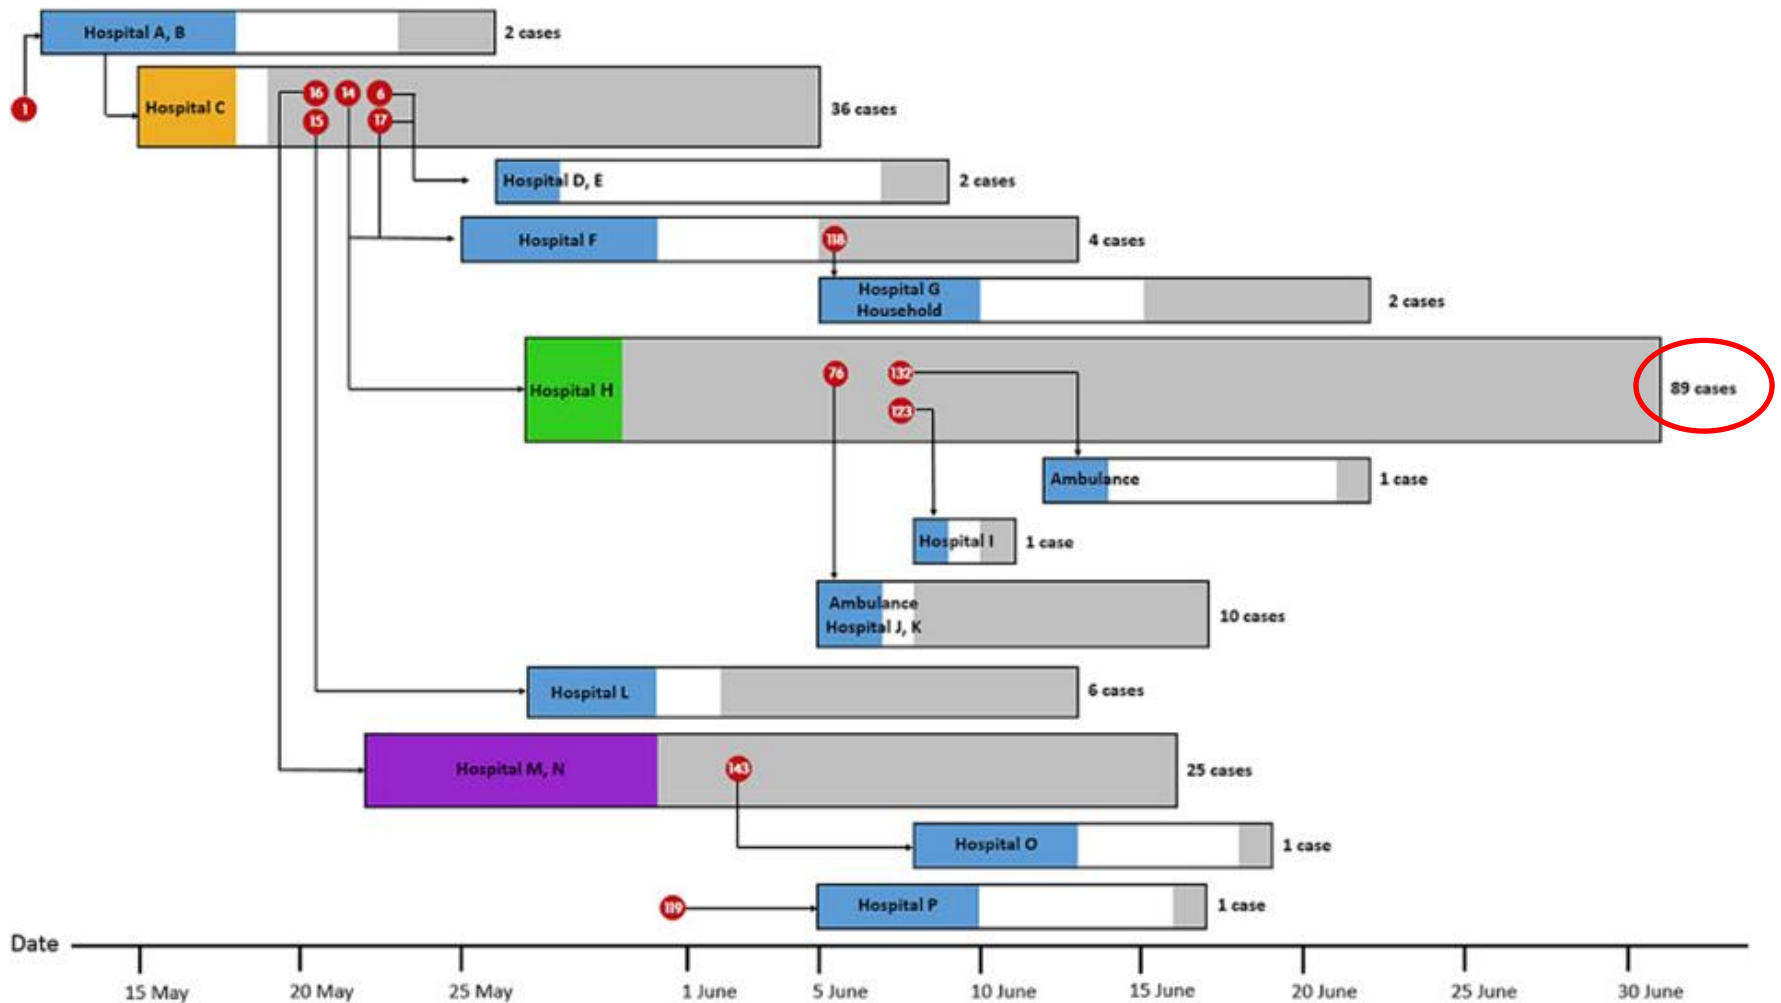 Hospital A, B
2 cases
1
Hospital C
16
14
6
15
17
36 cases
Hospital D, E
2 cases
Hospital F
118
4 cases
Hospital G
Household
2 cases
Hospital H
76
132
123
89 cases
Ambulance
1 case
Hospital I
1 case
Ambulance
Hospital J, K
10 cases
Hospital L
6 cases
Hospital M, N
143
25 cases
Hospital O
1 case
119
Hospital P
1 case
Date
15 May
20 May
25 May
1 June
5 June
10 June
15 June
20 June
25 June
30 June